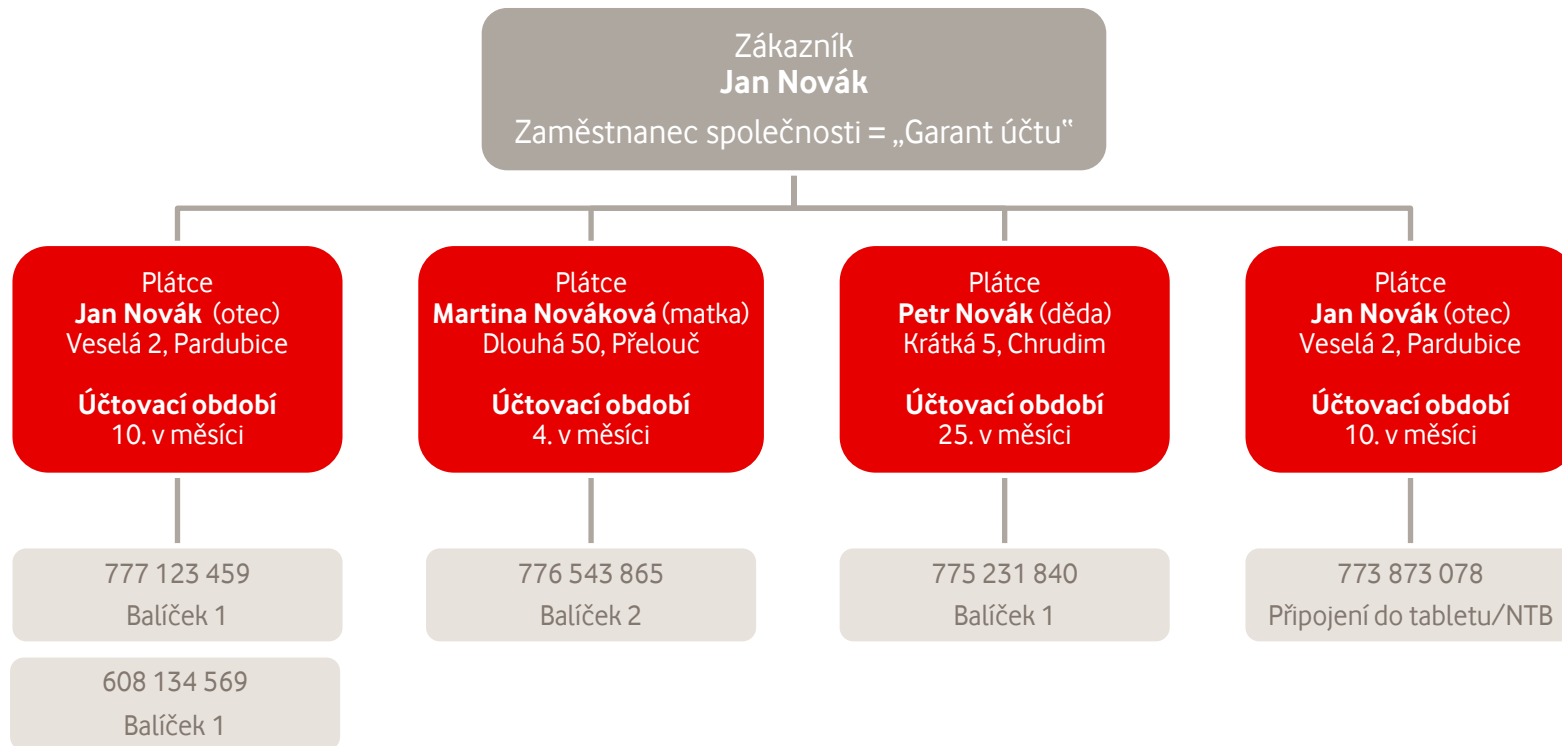 Zákazník
Jan Novák
Zaměstnanec společnosti = „Garant účtu“
Plátce
Jan Novák (otec)
Veselá 2, Pardubice
Účtovací období
10. v měsíci
777 123 459
Balíček 1
608 134 569
Balíček 1
Plátce
Martina Nováková (matka)
Dlouhá 50, Přelouč
Účtovací období
4. v měsíci
776 543 865
Balíček 2
Plátce
Petr Novák (děda)
Krátká 5, Chrudim
Účtovací období
25. v měsíci
775 231 840
Balíček 1
Plátce
Jan Novák (otec)
Veselá 2, Pardubice
Účtovací období
10. v měsíci
773 873 078
Připojení do tabletu/NTB